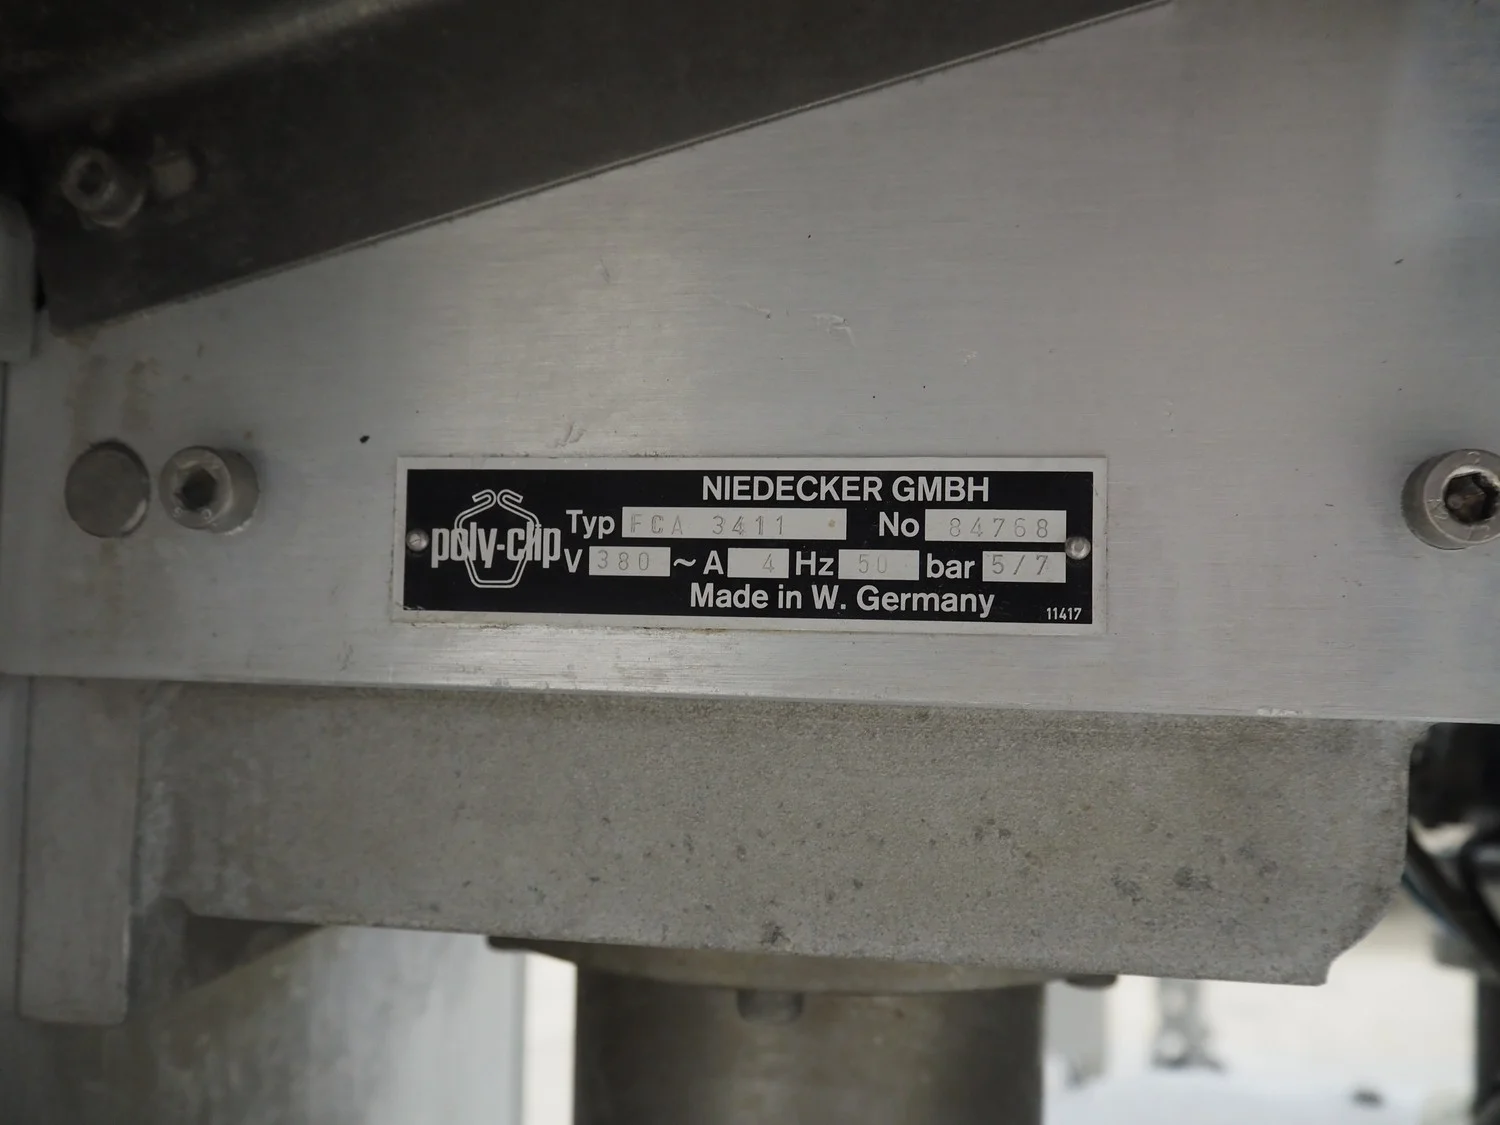 NIEDECKER GMBH
poly-clip
Typ FCA 3411 No 84768
V 380 ~ A 4 Hz 50 bar 5/7
Made in W. Germany
11417